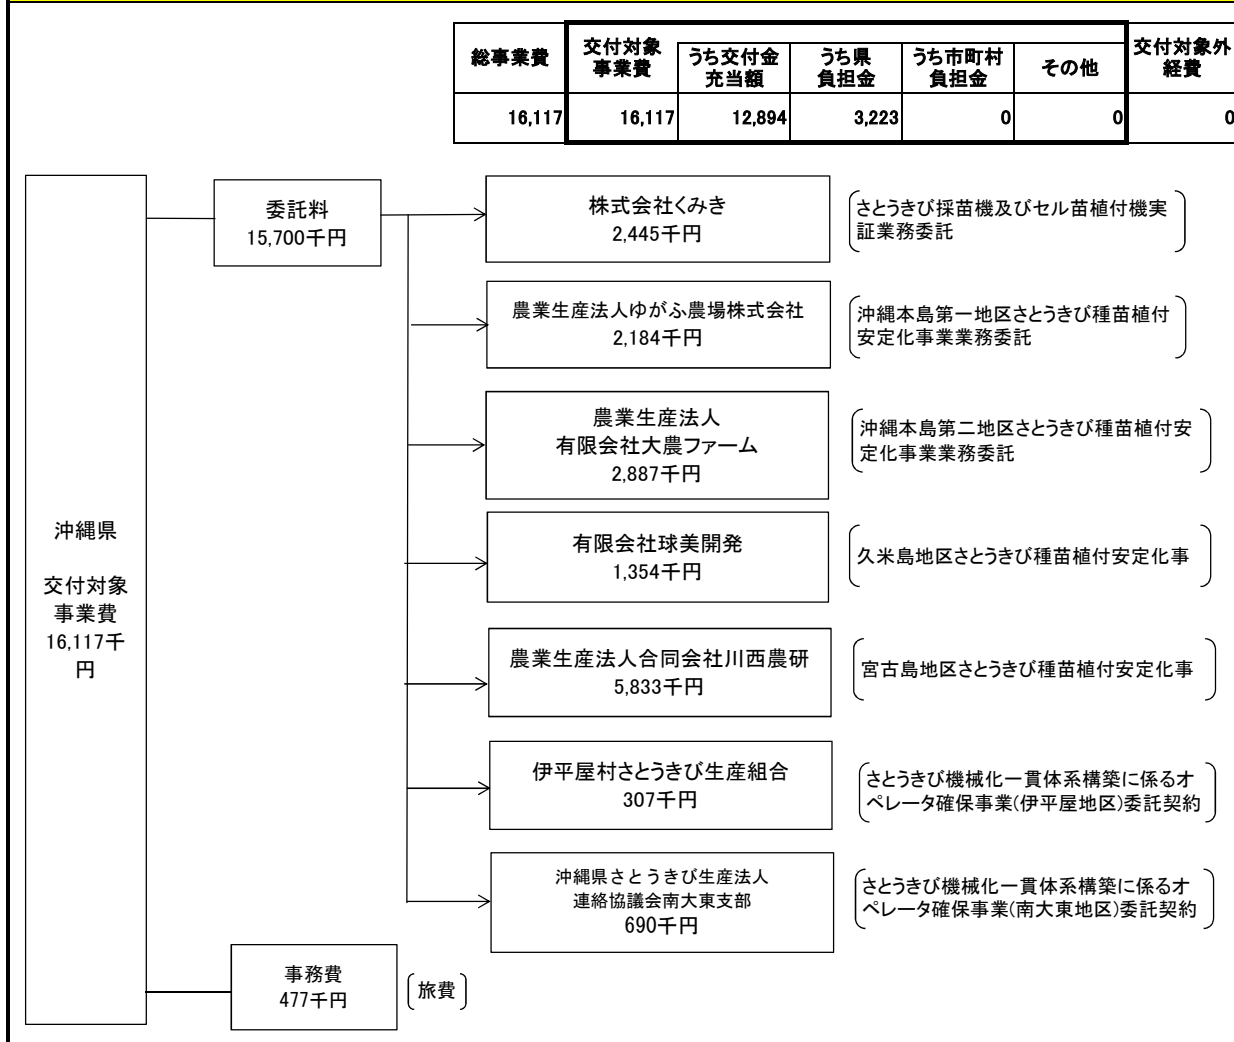 総事業費
交付対象
事業費
うち交付金
充当額
うち県
負担金
うち市町村
負担金
その他
交付対象外
経費
16,117
16,117
12,894
3,223
0
0
0
沖縄県
交付対象
事業費
16,117千
円
委託料
15,700千円
株式会社くみき
2,445千円
さとうきび採苗機及びセル苗植付機実
証業務委託
農業生産法人ゆがふ農場株式会社
2,184千円
沖縄本島第一地区さとうきび種苗植付
安定化事業業務委託
農業生産法人
有限会社大農ファーム
2,887千円
沖縄本島第二地区さとうきび種苗植付安
定化事業業務委託
有限会社球美開発
1,354千円
久米島地区さとうきび種苗植付安定化事
農業生産法人合同会社川西農研
5,833千円
宮古島地区さとうきび種苗植付安定化事
伊平屋村さとうきび生産組合
307千円
さとうきび機械化一貫体系構築に係るオ
ペレータ確保事業(伊平屋地区)委託契約
沖縄県さとうきび生産法人
連絡協議会南大東支部
690千円
さとうきび機械化一貫体系構築に係るオ
ペレータ確保事業(南大東地区)委託契約
事務費
477千円
旅費